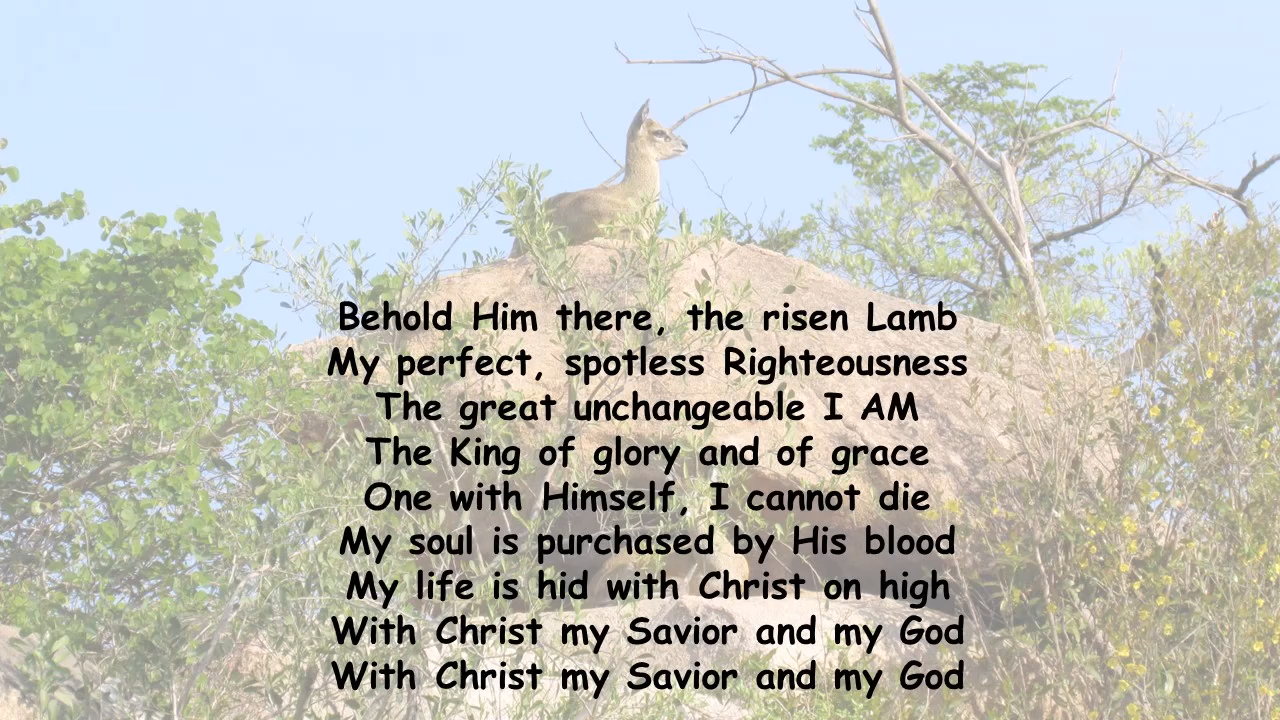 Behold Him there, the risen Lamb
My perfect, spotless Righteousness
The great unchangeable I AM
The King of glory and of grace
One with Himself, I cannot die
My soul is purchased by His blood
My life is hid with Christ on high
With Christ my Savior and my God
With Christ my Savior and my God